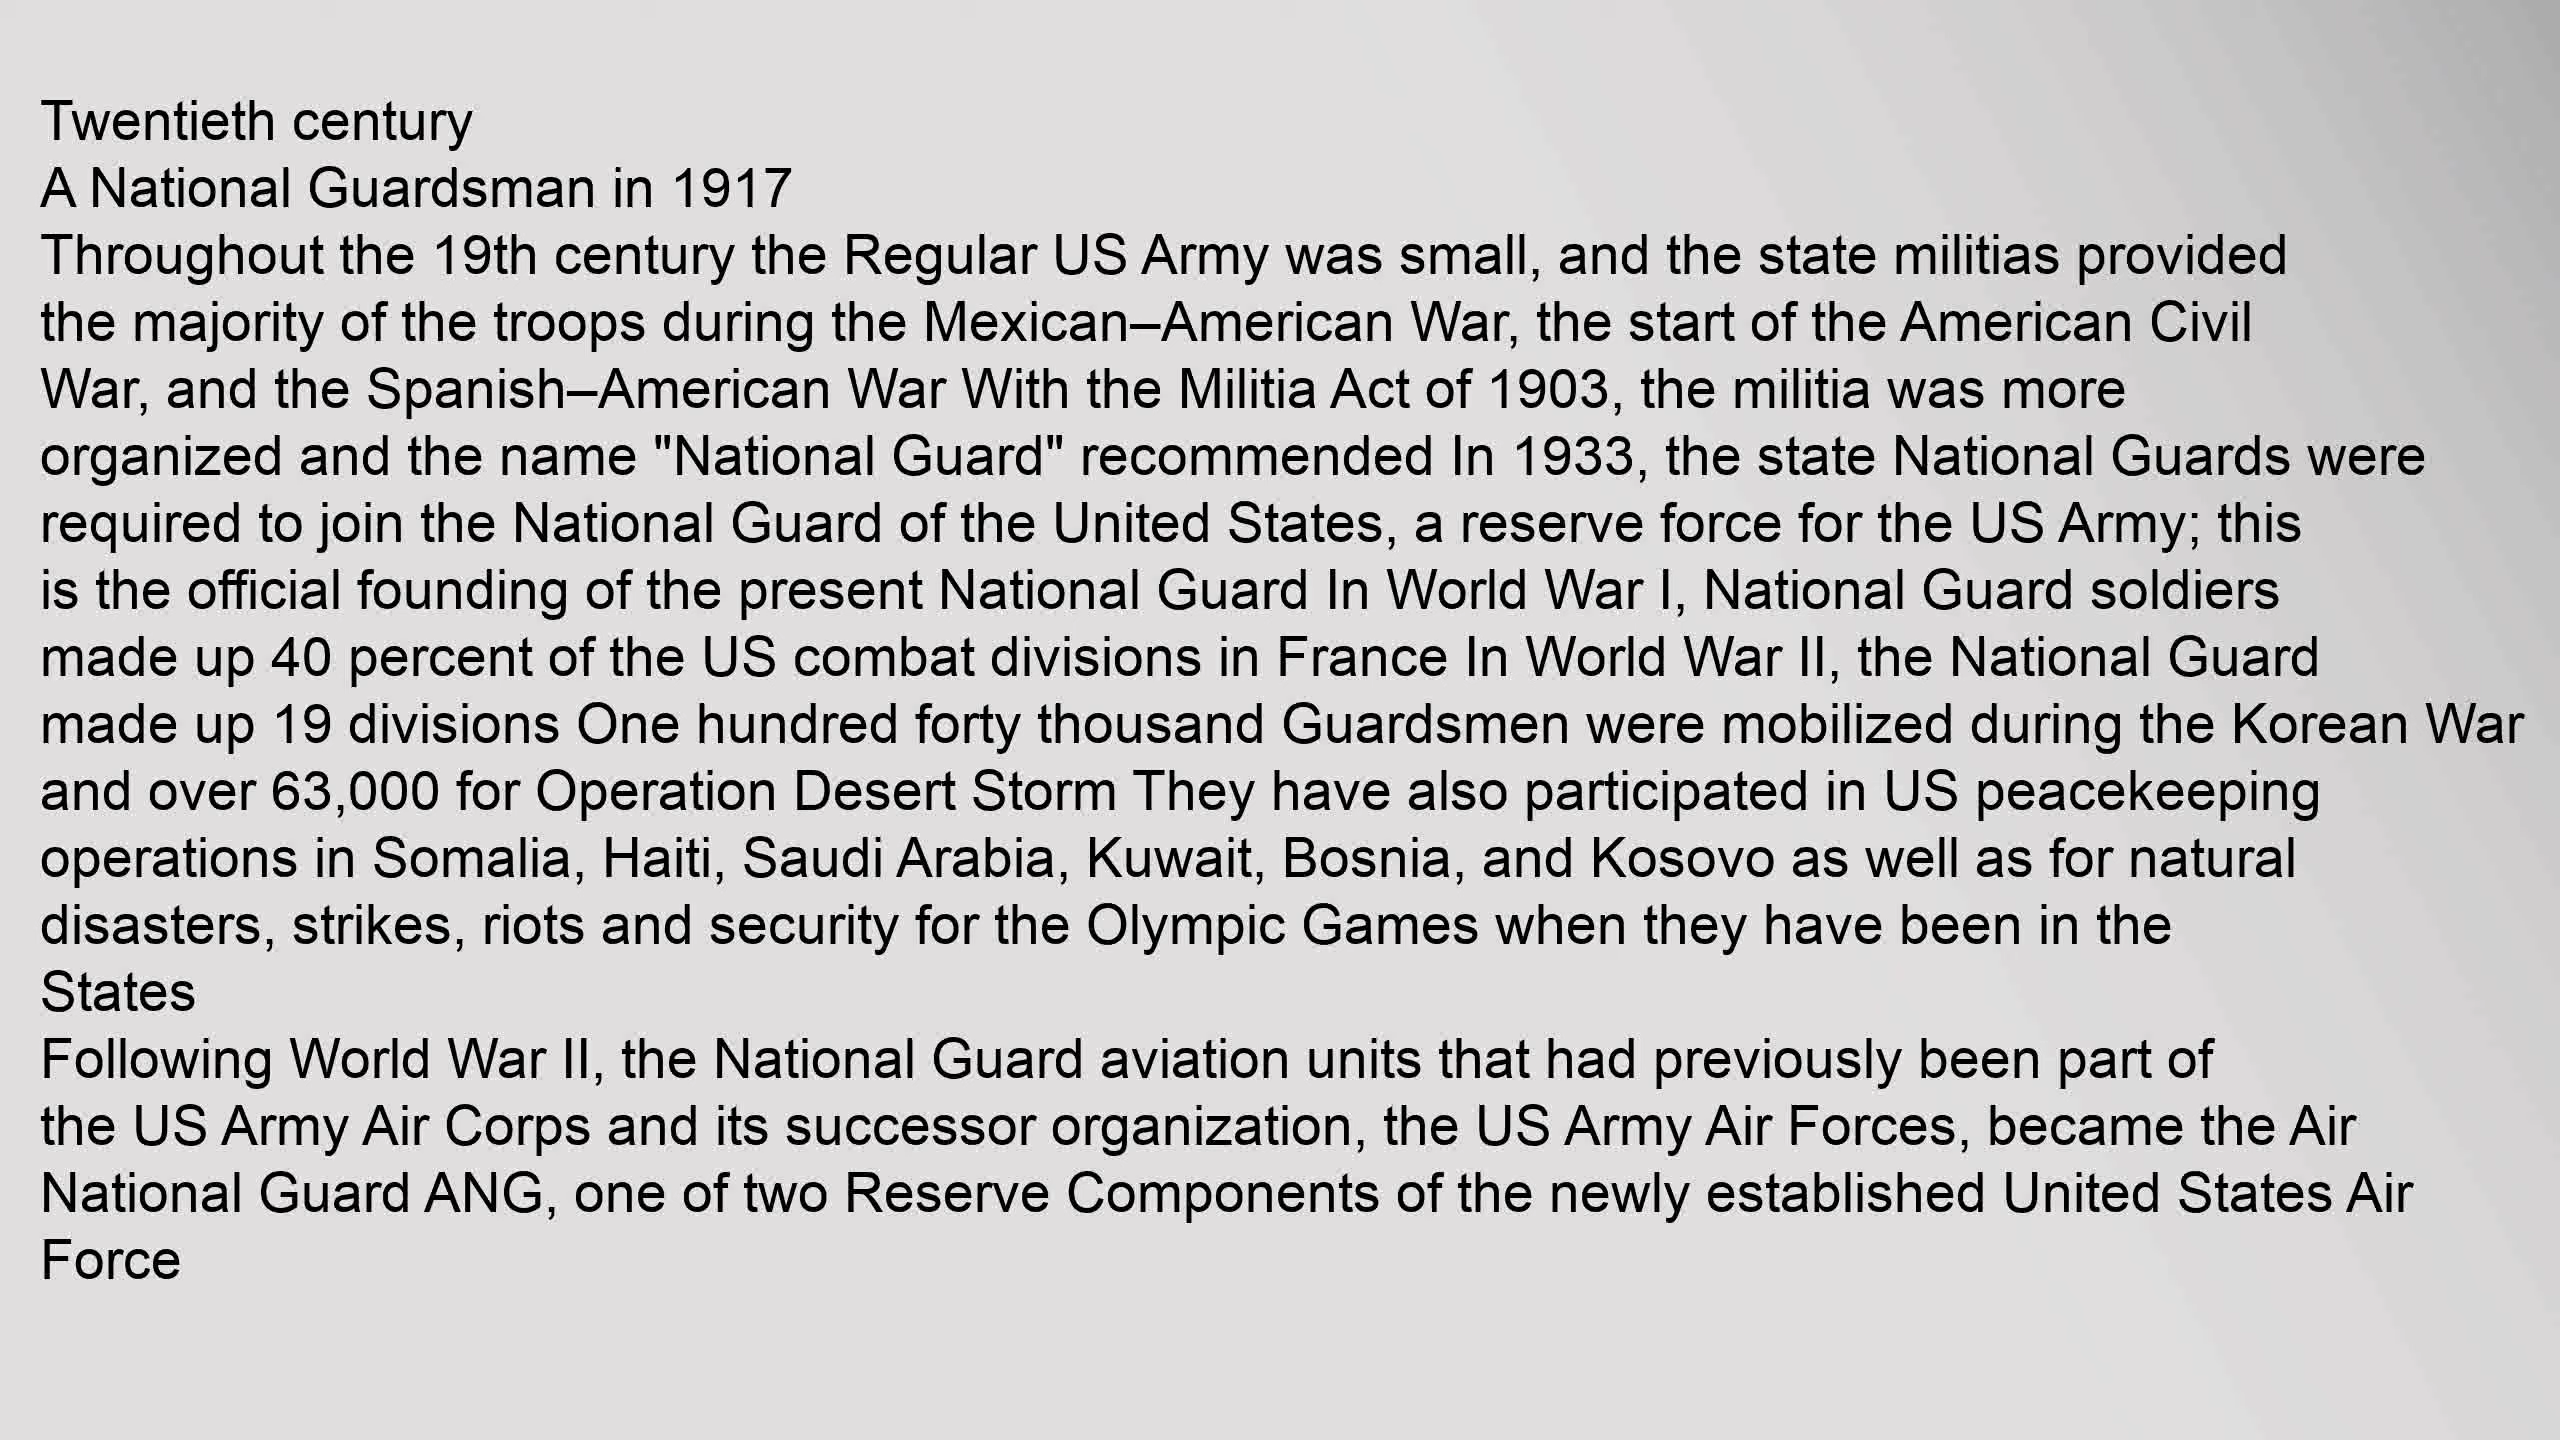 Twentieth century
A National Guardsman in 1917
Throughout the 19th century the Regular US Army was small, and the state militias provided
the majority of the troops during the Mexican–American War, the start of the American Civil
War, and the Spanish–American War With the Militia Act of 1903, the militia was more
organized and the name "National Guard" recommended In 1933, the state National Guards were
required to join the National Guard of the United States, a reserve force for the US Army; this
is the official founding of the present National Guard In World War I, National Guard soldiers
made up 40 percent of the US combat divisions in France In World War II, the National Guard
made up 19 divisions One hundred forty thousand Guardsmen were mobilized during the Korean War
and over 63,000 for Operation Desert Storm They have also participated in US peacekeeping
operations in Somalia, Haiti, Saudi Arabia, Kuwait, Bosnia, and Kosovo as well as for natural
disasters, strikes, riots and security for the Olympic Games when they have been in the
States
Following World War II, the National Guard aviation units that had previously been part of
the US Army Air Corps and its successor organization, the US Army Air Forces, became the Air
National Guard ANG, one of two Reserve Components of the newly established United States Air
Force